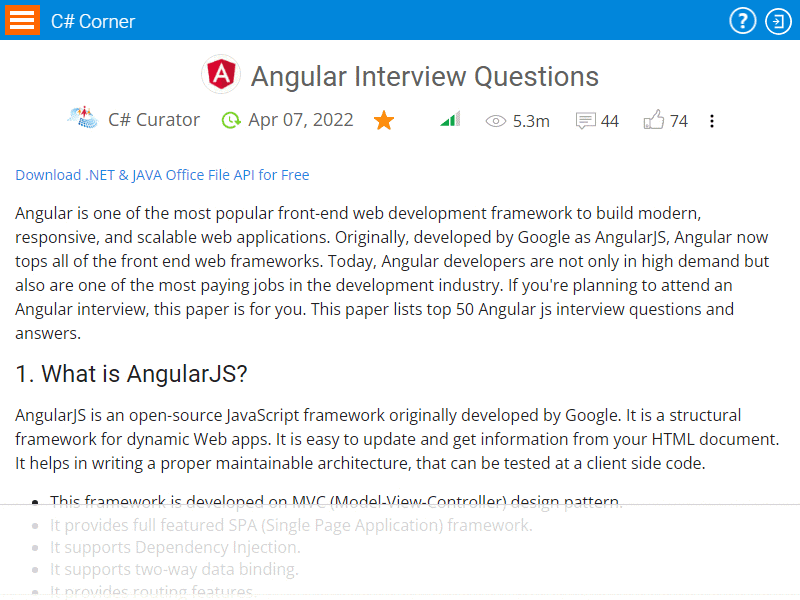 C# Corner
Angular Interview Questions
C# Curator Apr 07, 2022 5.3m 44 74
Download .NET & JAVA Office File API for Free
Angular is one of the most popular front-end web development framework to build modern,
responsive, and scalable web applications. Originally, developed by Google as AngularJS, Angular now
tops all of the front end web frameworks. Today, Angular developers are not only in high demand but
also are one of the most paying jobs in the development industry. If you're planning to attend an
Angular interview, this paper is for you. This paper lists top 50 Angular js interview questions and
answers.
1. What is AngularJS?
AngularJS is an open-source JavaScript framework originally developed by Google. It is a structural
framework for dynamic Web apps. It is easy to update and get information from your HTML document.
It helps in writing a proper maintainable architecture, that can be tested at a client side code.
• This framework is developed on MVC (Model-View-Controller) design pattern.
• It provides full featured SPA (Single Page Application) framework.
• It supports Dependency Injection.
• It supports two-way data binding.
• It provides routing features.